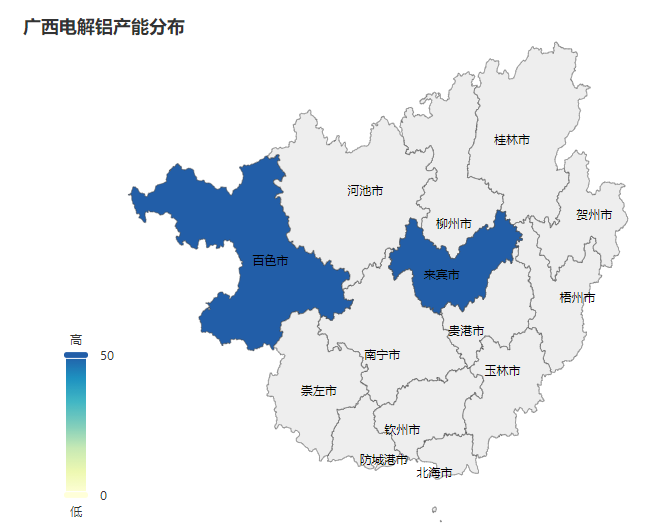 广西电解铝产能分布
桂林市
河池市
贺州市
柳州市
百色市
来宾市
梧州市
贵港市
高
50
南宁市
玉林市
崇左市
钦州市
防城港市
北海市
0
低